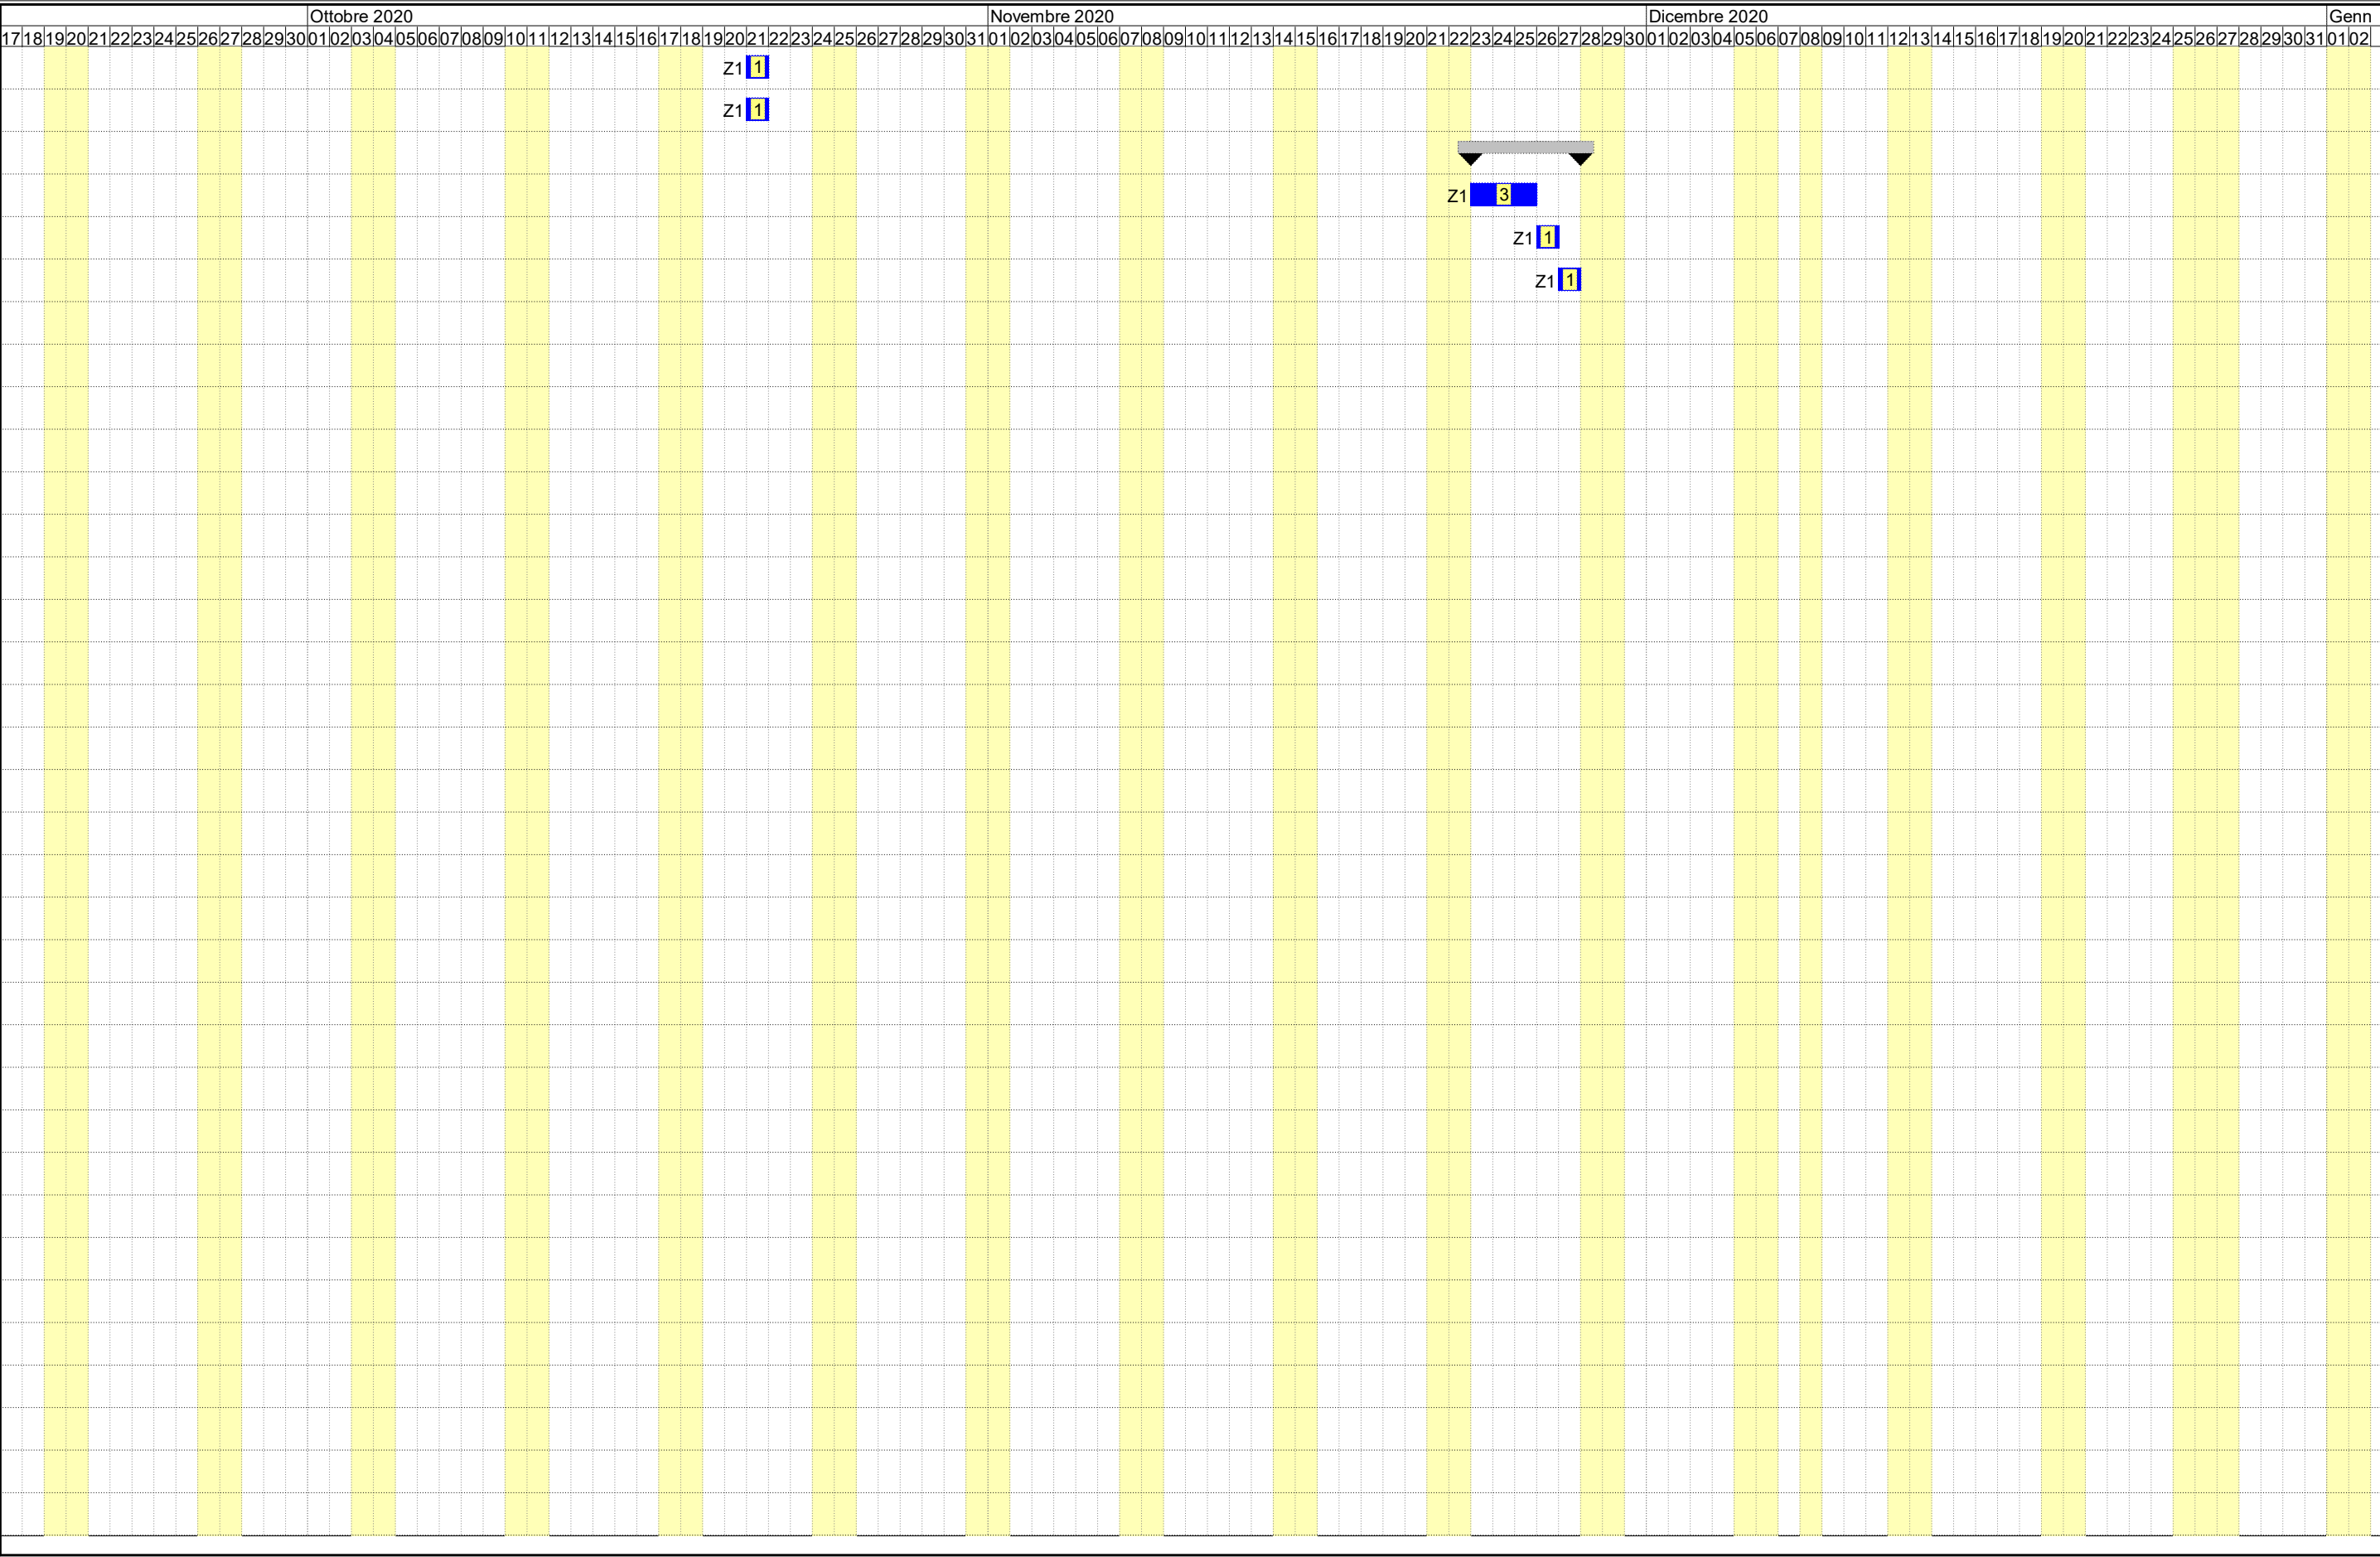 Ottobre 2020 Novembre 2020 Dicembre 2020 Genn
17 18 19 20 21 22 23 24 25 26 27 28 29 30 01 02 03 04 05 06 07 08 09 10 11 12 13 14 15 16 17 18 19 20 21 22 23 24 25 26 27 28 29 30 31 01 02 03 04 05 06 07 08 09 10 11 12 13 14 15 16 17 18 19 20 21 22 23 24 25 26 27 28 29 30 01 02 03 04 05 06 07 08 09 10 11 12 13 14 15 16 17 18 19 20 21 22 23 24 25 26 27 28 29 30 31 01 02
Z1 1
Z1 1
Z1 3
Z1 1
Z1 1